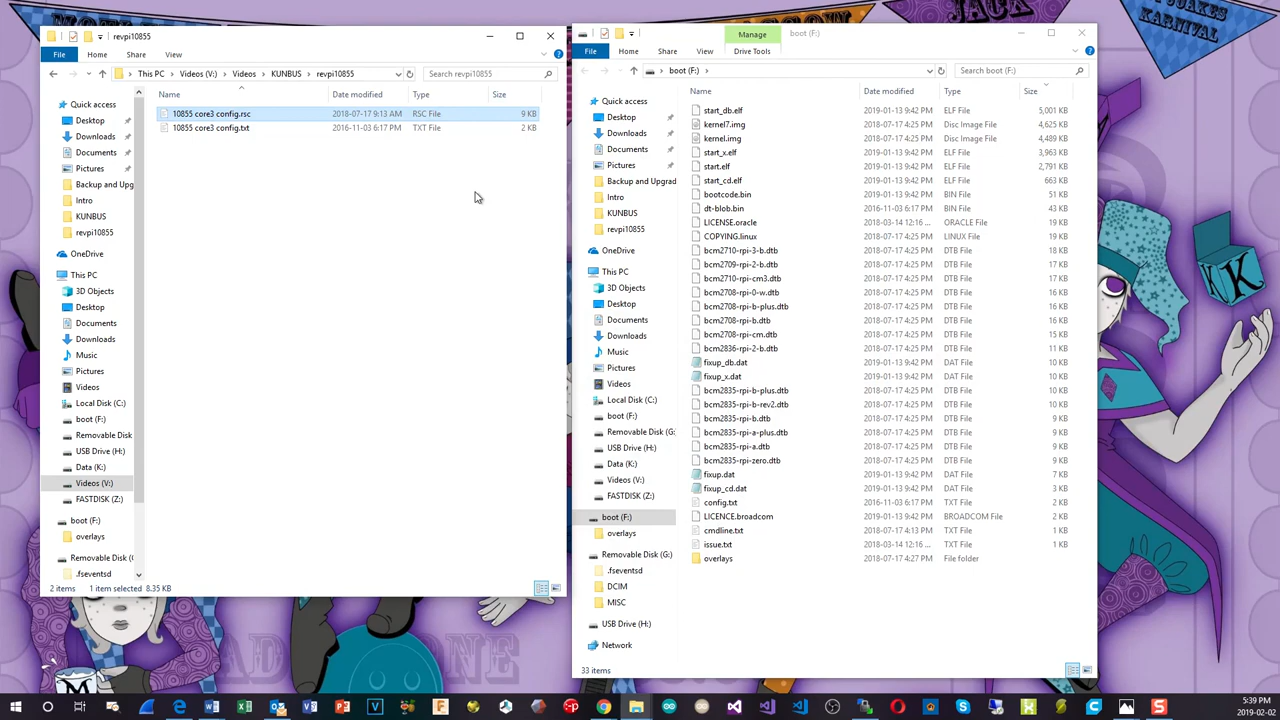 JACK
JOKES
KARNIVAL
revpi10855
File Home Share View
This PC Videos (V:) Videos KUNBUS revpi10855
Search revpi10855
Name Date modified Type Size
10855 core3 config.rsc 2018-07-17 9:13 AM RSC File 9 KB
10855 core3 config.txt 2016-11-03 6:17 PM TXT File 2 KB
Quick access
Desktop
Downloads
Documents
Pictures
Backup and Upg
Intro
KUNBUS
revpi10855
OneDrive
This PC
3D Objects
Desktop
Documents
Downloads
Music
Pictures
Videos
Local Disk (C:)
boot (F:)
Removable Disk
USB Drive (H:)
Data (K:)
Videos (V:)
FASTDISK (Z:)
boot (F:)
overlays
Removable Disk (
.fseventsd
2 items 1 item selected 8.35 KB
Manage boot (F:)
File Home Share View Drive Tools
boot (F:)
Search boot (F:)
Name Date modified Type Size
start_db.elf 2019-01-13 9:42 PM ELF File 5,001 KB
kernel7.img 2018-07-17 4:25 PM Disc Image File 4,625 KB
kernel.img 2018-07-17 4:25 PM Disc Image File 4,489 KB
start_x.elf 2019-01-13 9:42 PM ELF File 3,963 KB
start.elf 2019-01-13 9:42 PM ELF File 2,791 KB
start_cd.elf 2019-01-13 9:42 PM ELF File 663 KB
bootcode.bin 2019-01-13 9:42 PM BIN File 51 KB
dt-blob.bin 2016-11-03 6:17 PM BIN File 43 KB
LICENSE.oracle 2018-03-14 12:16 ... ORACLE File 19 KB
COPYING.linux 2018-07-17 4:25 PM LINUX File 19 KB
bcm2710-rpi-3-b.dtb 2018-07-17 4:25 PM DTB File 18 KB
bcm2709-rpi-2-b.dtb 2018-07-17 4:25 PM DTB File 17 KB
bcm2710-rpi-cm3.dtb 2018-07-17 4:25 PM DTB File 17 KB
bcm2708-rpi-0-w.dtb 2018-07-17 4:25 PM DTB File 16 KB
bcm2708-rpi-b-plus.dtb 2018-07-17 4:25 PM DTB File 16 KB
bcm2708-rpi-b.dtb 2018-07-17 4:25 PM DTB File 16 KB
bcm2708-rpi-cm.dtb 2018-07-17 4:25 PM DTB File 15 KB
bcm2836-rpi-2-b.dtb 2018-07-17 4:25 PM DTB File 11 KB
fixup_db.dat 2019-01-13 9:42 PM DAT File 10 KB
fixup_x.dat 2019-01-13 9:42 PM DAT File 10 KB
bcm2835-rpi-b-plus.dtb 2018-07-17 4:25 PM DTB File 10 KB
bcm2835-rpi-b-rev2.dtb 2018-07-17 4:25 PM DTB File 10 KB
bcm2835-rpi-b.dtb 2018-07-17 4:25 PM DTB File 9 KB
bcm2835-rpi-a-plus.dtb 2018-07-17 4:25 PM DTB File 9 KB
bcm2835-rpi-a.dtb 2018-07-17 4:25 PM DTB File 9 KB
bcm2835-rpi-zero.dtb 2018-07-17 4:25 PM DTB File 9 KB
fixup.dat 2019-01-13 9:42 PM DAT File 7 KB
fixup_cd.dat 2019-01-13 9:42 PM DAT File 3 KB
config.txt 2016-11-03 6:17 PM TXT File 2 KB
LICENCE.broadcom 2019-01-13 9:42 PM BROADCOM File 2 KB
cmdline.txt 2018-07-17 4:13 PM TXT File 1 KB
issue.txt 2018-03-14 12:16 ... TXT File 1 KB
overlays 2018-07-17 4:27 PM File folder
Quick access
Desktop
Downloads
Documents
Pictures
Backup and Upgrad
Intro
KUNBUS
revpi10855
OneDrive
This PC
3D Objects
Desktop
Documents
Downloads
Music
Pictures
Videos
Local Disk (C:)
boot (F:)
Removable Disk (G:
USB Drive (H:)
Data (K:)
Videos (V:)
FASTDISK (Z:)
boot (F:)
overlays
Removable Disk (G:)
.fseventsd
DCIM
MISC
USB Drive (H:)
Network
33 items
5:39 PM
2019-02-02